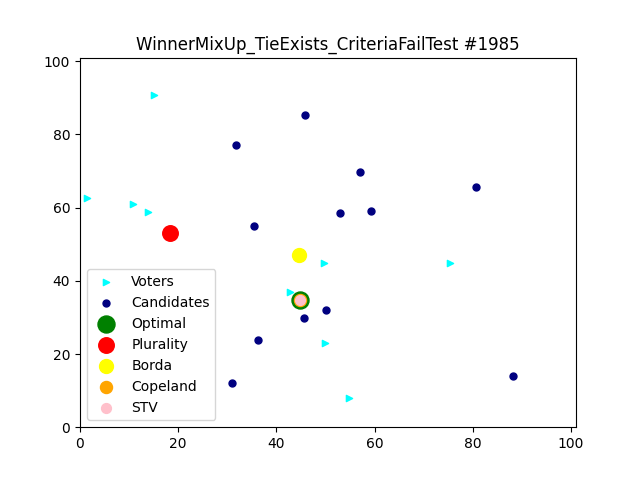 WinnerMixUp_TieExists_CriteriaFailTest #1985
100
80
60
40
20
0
Voters
Candidates
Optimal
Plurality
Borda
Copeland
STV
0 20 40 60 80 100